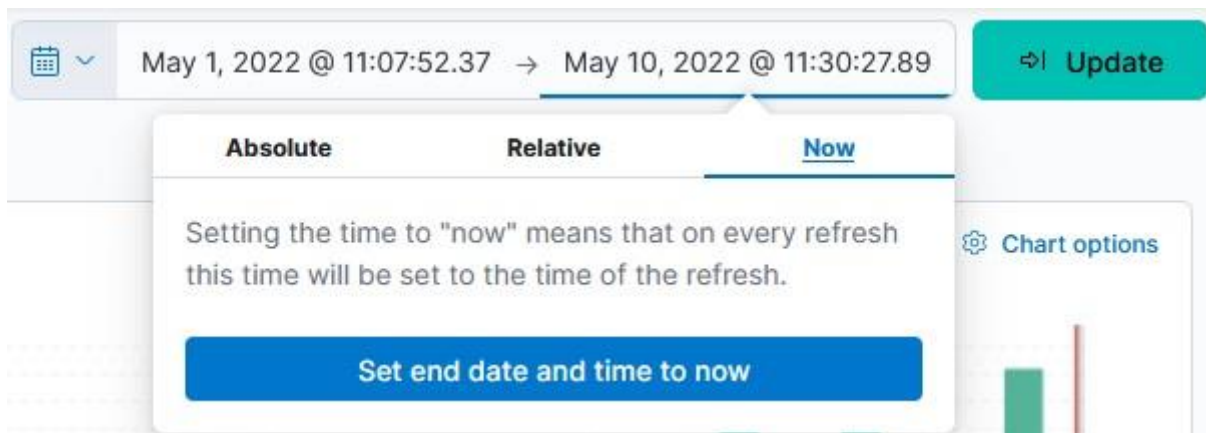 May 1, 2022 @ 11:07:52.37 → May 10, 2022 @ 11:30:27.89 Update
Absolute Relative Now
Setting the time to "now" means that on every refresh
this time will be set to the time of the refresh.
Chart options
Set end date and time to now